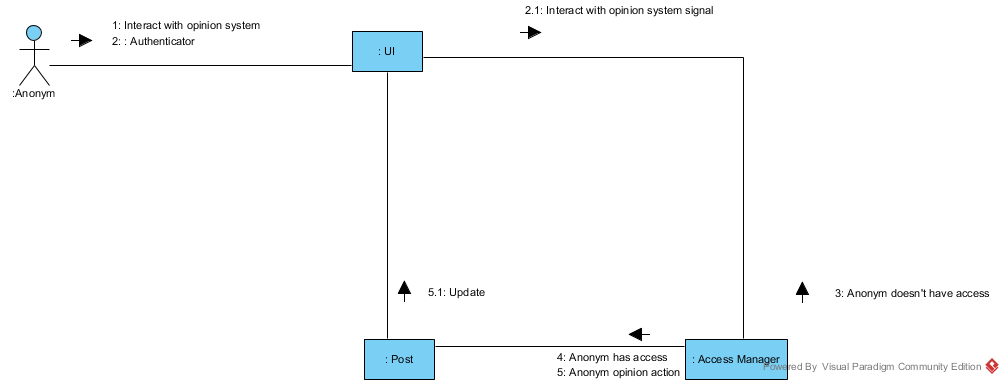 1: Interact with opinion system
2: : Authenticator
2.1: Interact with opinion system signal
: UI
:Anonym
5.1: Update
3: Anonym doesn't have access
: Post
4: Anonym has access
5: Anonym opinion action
: Access Manager
Powered By Visual Paradigm Community Edition